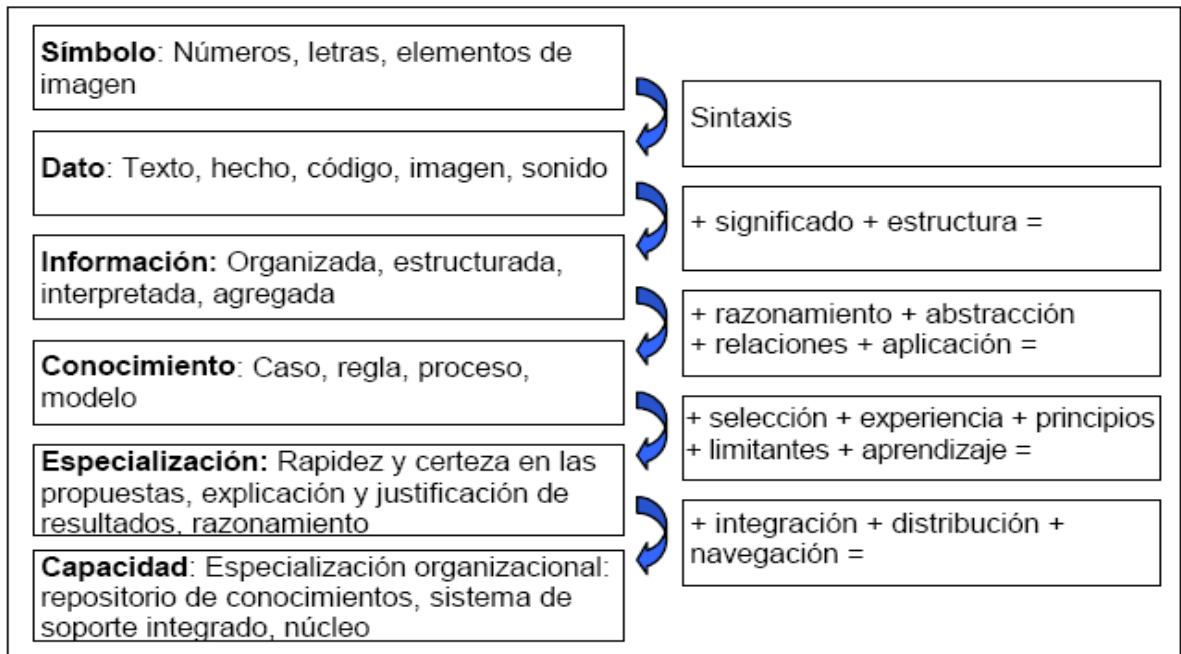 Símbolo: Números, letras, elementos de
imagen
Sintaxis
Dato: Texto, hecho, código, imagen, sonido
+ significado + estructura =
Información: Organizada, estructurada,
interpretada, agregada
+ razonamiento + abstracción
+ relaciones + aplicación =
Conocimiento: Caso, regla, proceso,
modelo
+ selección + experiencia + principios
+ limitantes + aprendizaje =
Especialización: Rapidez y certeza en las
propuestas, explicación y justificación de
resultados, razonamiento
+ integración + distribución +
navegación =
Capacidad: Especialización organizacional:
repositorio de conocimientos, sistema de
soporte integrado, núcleo